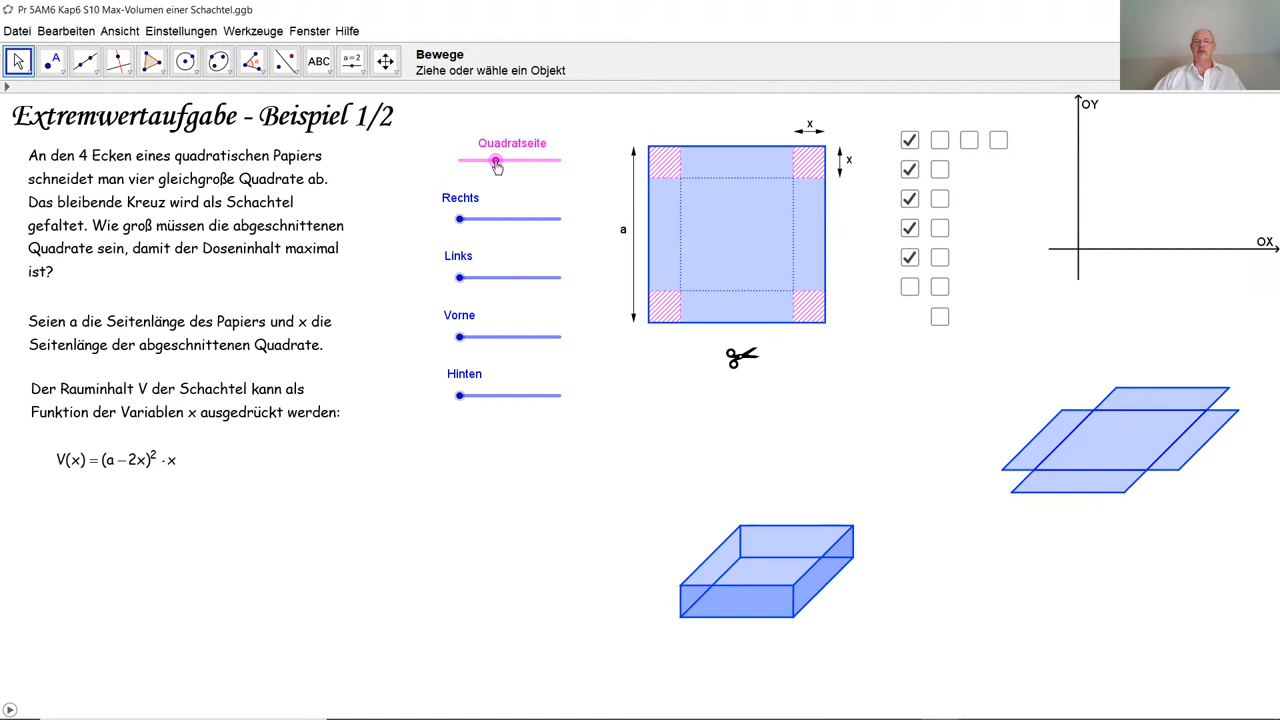 Pr 5AM6 Kap6 S10 Max-Volumen einer Schachtel.ggb
Datei Bearbeiten Ansicht Einstellungen Werkzeuge Fenster Hilfe
A
ABC
a=2
Bewege
Ziehe oder wähle ein Objekt
Extremwertaufgabe - Beispiel 1/2
An den 4 Ecken eines quadratischen Papiers
schneidet man vier gleichgroße Quadrate ab.
Das bleibende Kreuz wird als Schachtel
gefaltet. Wie groß müssen die abgeschnittenen
Quadrate sein, damit der Doseninhalt maximal
ist?
Seien a die Seitenlänge des Papiers und x die
Seitenlänge der abgeschnittenen Quadrate.
Der Rauminhalt V der Schachtel kann als
Funktion der Variablen x ausgedrückt werden:
V(x) = (a − 2x)² · x
Quadratseite
Rechts
Links
Vorne
Hinten
x
x
a
OY
OX